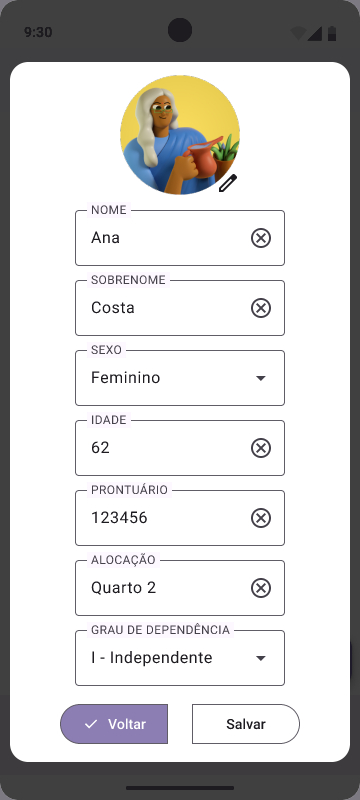 9:30
NOME
Ana
SOBRENOME
Costa
SEXO
Feminino
IDADE
62
PRONTUÁRIO
123456
ALOCAÇÃO
Quarto 2
GRAU DE DEPENDÊNCIA
I - Independente
Voltar
Salvar